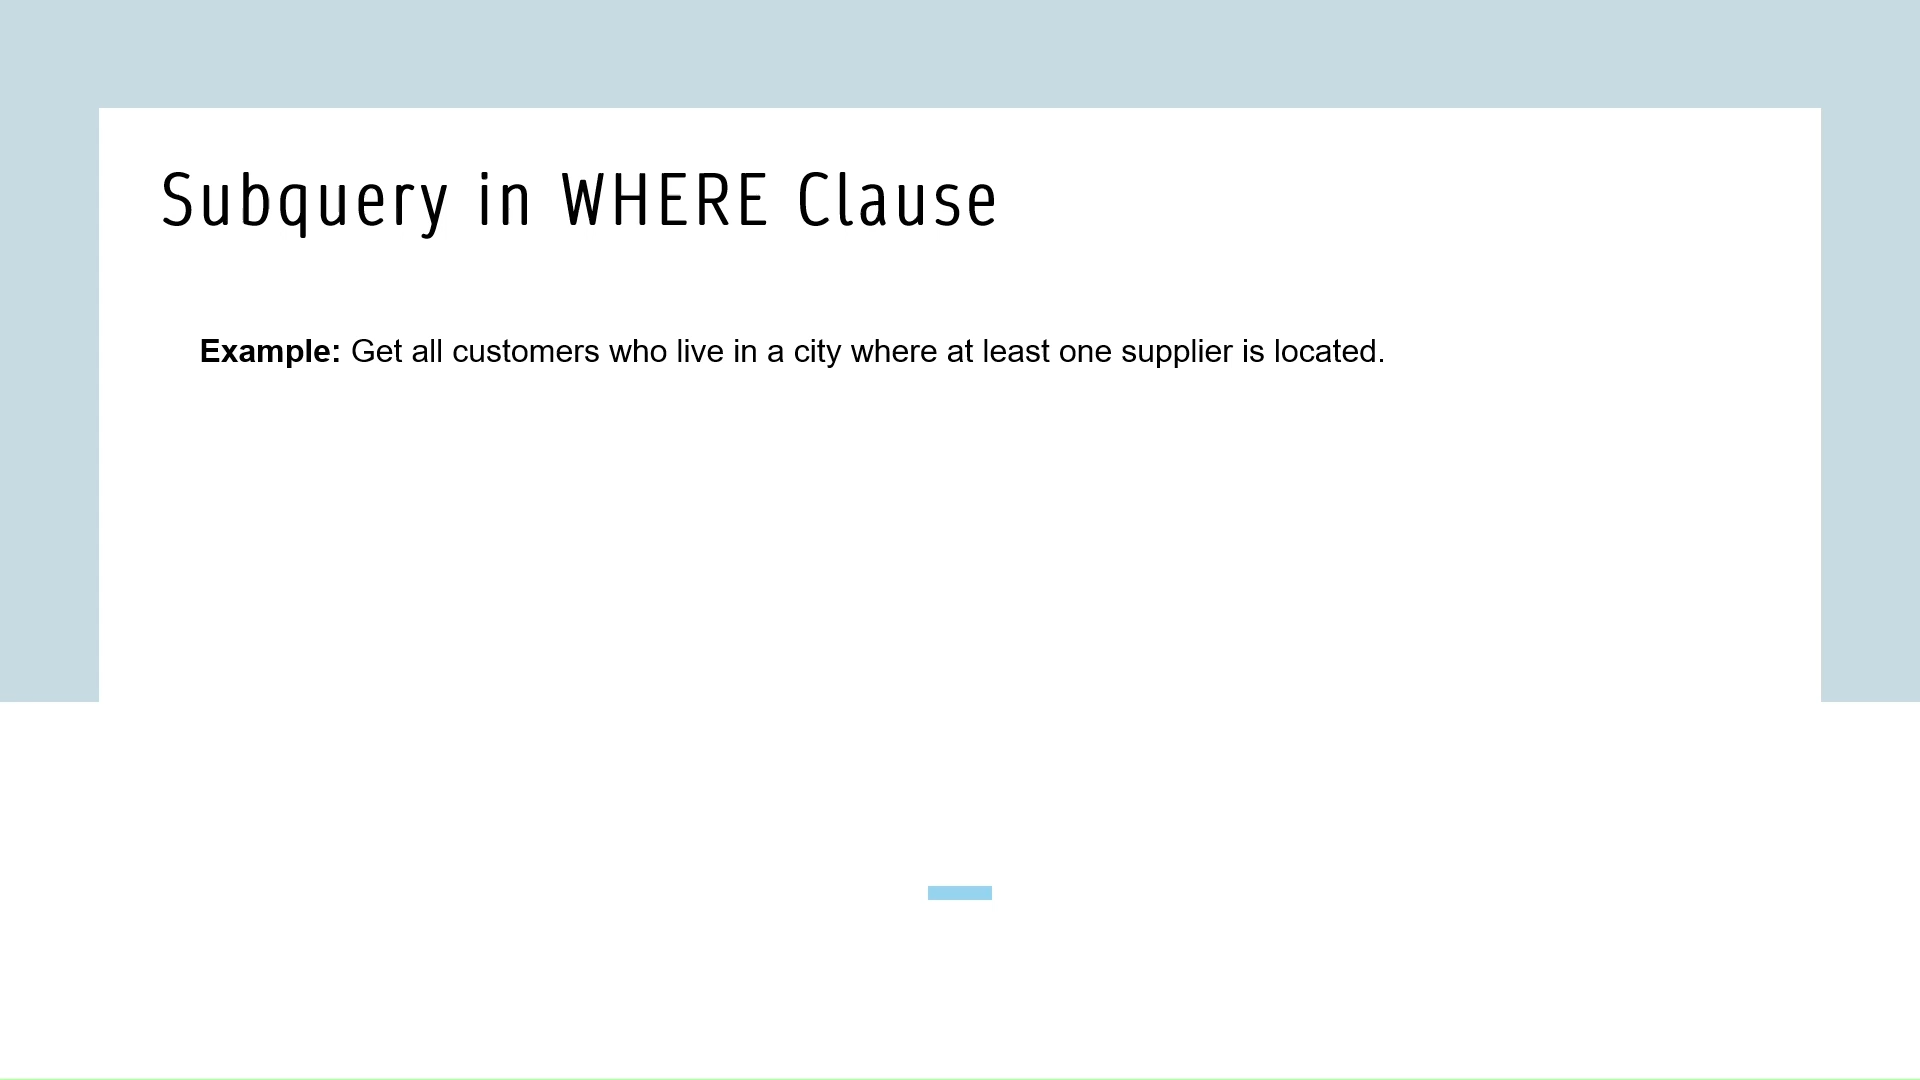 Subquery in WHERE Clause
Example: Get all customers who live in a city where at least one supplier is located.